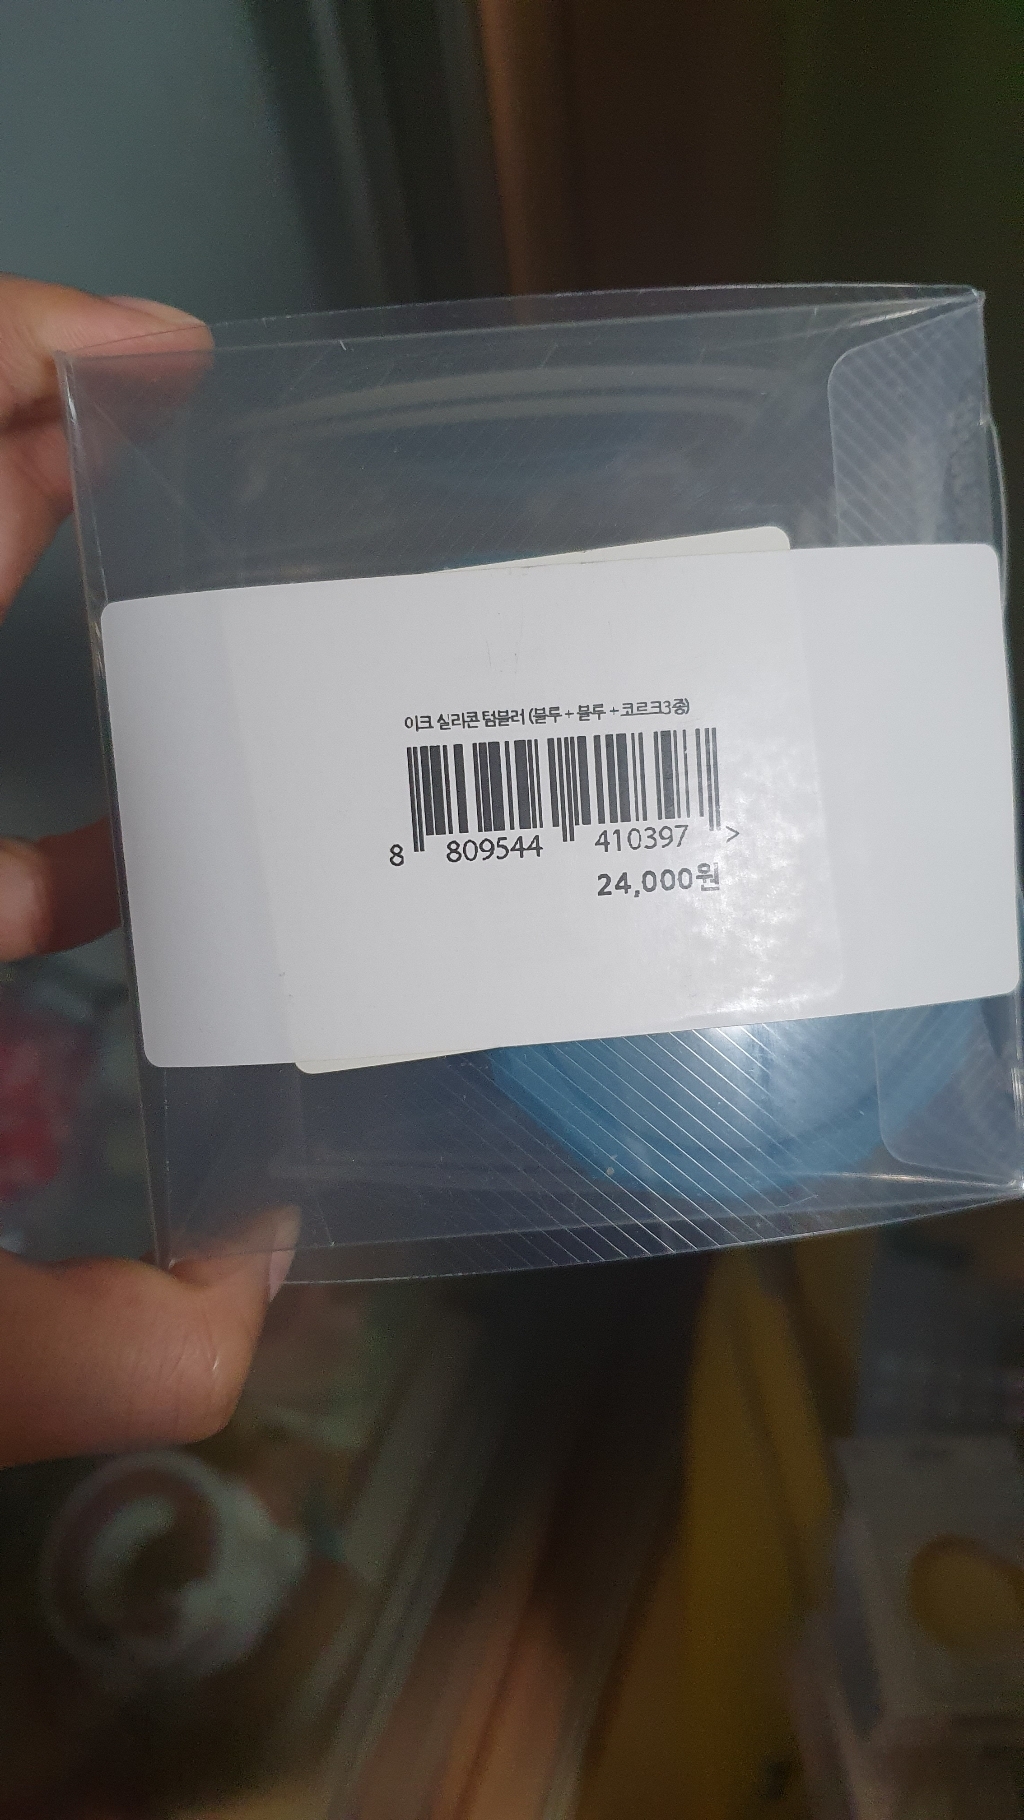 이크 실리콘 텀블러 (블루 + 블루 + 코르크3종)
8 809544 410397 >
24,000원